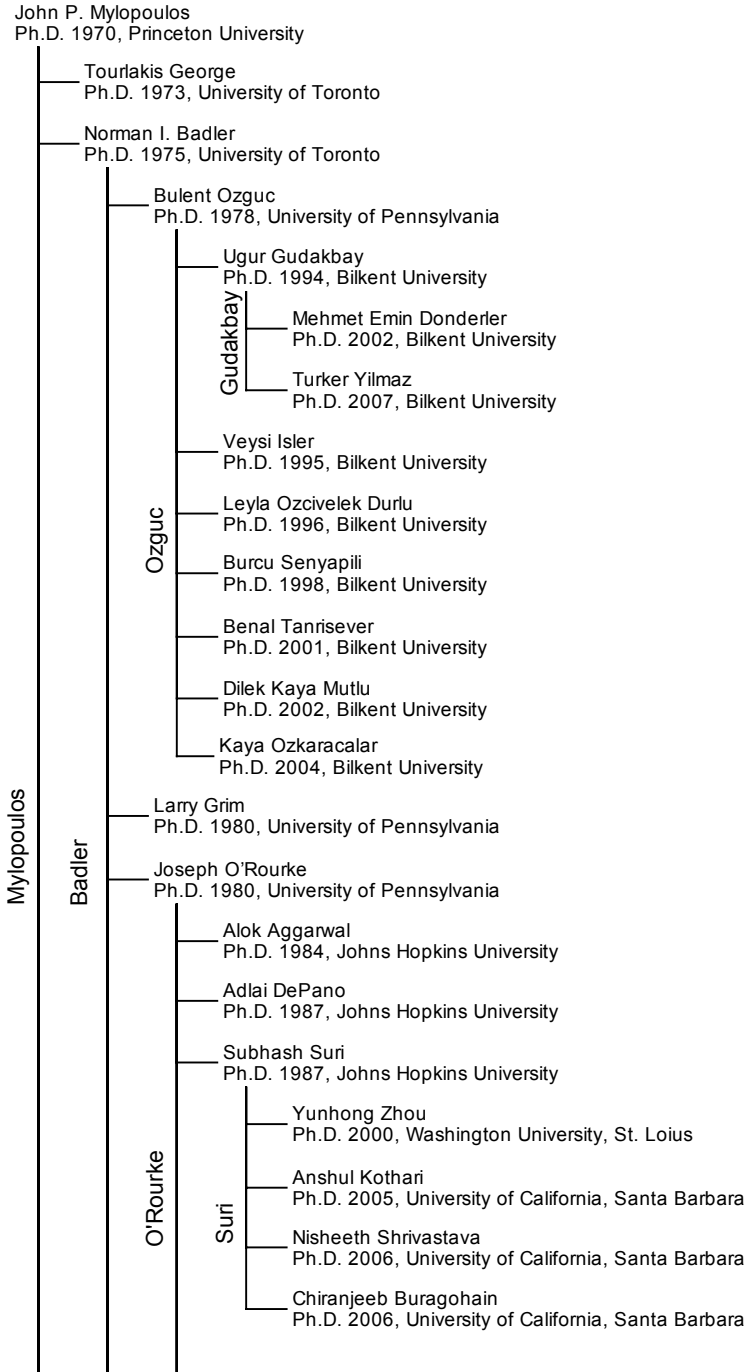 John P. Mylopoulos
Ph.D. 1970, Princeton University
Tourlakis George
Ph.D. 1973, University of Toronto
Norman I. Badler
Ph.D. 1975, University of Toronto
Bulent Ozguc
Ph.D. 1978, University of Pennsylvania
Ugur Gudakbay
Ph.D. 1994, Bilkent University
Gudakbay
Mehmet Emin Donderler
Ph.D. 2002, Bilkent University
Turker Yilmaz
Ph.D. 2007, Bilkent University
Veysi Isler
Ph.D. 1995, Bilkent University
Leyla Ozcivelek Durlu
Ph.D. 1996, Bilkent University
Ozguc
Burcu Senyapili
Ph.D. 1998, Bilkent University
Benal Tanrisever
Ph.D. 2001, Bilkent University
Dilek Kaya Mutlu
Ph.D. 2002, Bilkent University
Kaya Ozkaracalar
Ph.D. 2004, Bilkent University
Mylopoulos
Larry Grim
Ph.D. 1980, University of Pennsylvania
Badler
Joseph O'Rourke
Ph.D. 1980, University of Pennsylvania
Alok Aggarwal
Ph.D. 1984, Johns Hopkins University
Adlai DePano
Ph.D. 1987, Johns Hopkins University
Subhash Suri
Ph.D. 1987, Johns Hopkins University
Yunhong Zhou
Ph.D. 2000, Washington University, St. Loius
O'Rourke
Suri
Anshul Kothari
Ph.D. 2005, University of California, Santa Barbara
Nisheeth Shrivastava
Ph.D. 2006, University of California, Santa Barbara
Chiranjeeb Buragohain
Ph.D. 2006, University of California, Santa Barbara